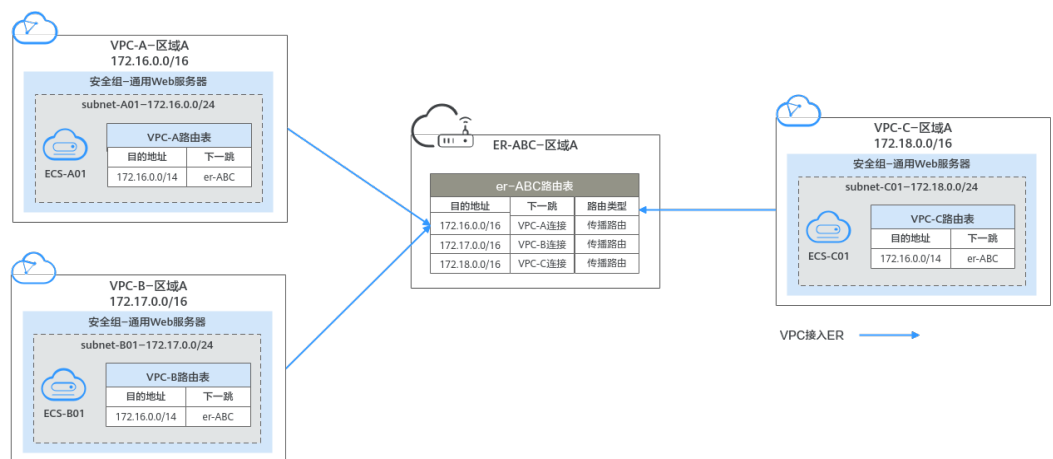 VPC-A-区域A
172.16.0.0/16
安全组-通用Web服务器
subnet-A01-172.16.0.0/24
ECS-A01
VPC-A路由表
目的地址 下一跳
172.16.0.0/14 er-ABC
VPC-B-区域A
172.17.0.0/16
安全组-通用Web服务器
subnet-B01-172.17.0.0/24
ECS-B01
VPC-B路由表
目的地址 下一跳
172.16.0.0/14 er-ABC
ER-ABC-区域A
er-ABC路由表
目的地址 下一跳 路由类型
172.16.0.0/16 VPC-A连接 传播路由
172.17.0.0/16 VPC-B连接 传播路由
172.18.0.0/16 VPC-C连接 传播路由
VPC-C-区域A
172.18.0.0/16
安全组-通用Web服务器
subnet-C01-172.18.0.0/24
ECS-C01
VPC-C路由表
目的地址 下一跳
172.16.0.0/14 er-ABC
VPC接入ER